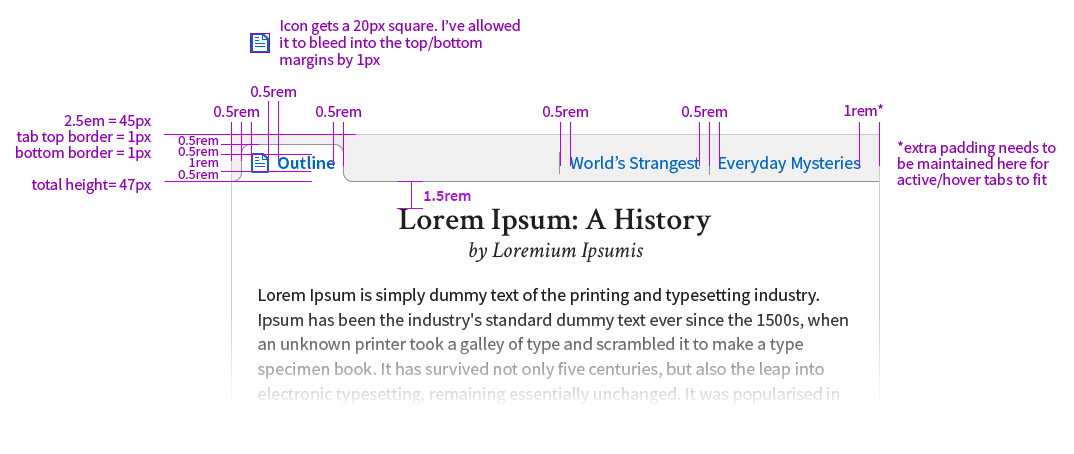 Icon gets a 20px square. I've allowed
it to bleed into the top/bottom
margins by 1px
0.5rem
0.5rem
0.5rem
0.5rem
0.5rem
1rem*
2.5em = 45px
tab top border = 1px
bottom border = 1px
total height= 47px
0.5rem
0.5rem
1rem
0.5rem
Outline
World's Strangest
Everyday Mysteries
*extra padding needs to
be maintained here for
active/hover tabs to fit
1.5rem
Lorem Ipsum: A History
by Loremium Ipsumis
Lorem Ipsum is simply dummy text of the printing and typesetting industry.
Ipsum has been the industry's standard dummy text ever since the 1500s, when
an unknown printer took a galley of type and scrambled it to make a type
specimen book. It has survived not only five centuries, but also the leap into
electronic typesetting, remaining essentially unchanged. It was popularised in